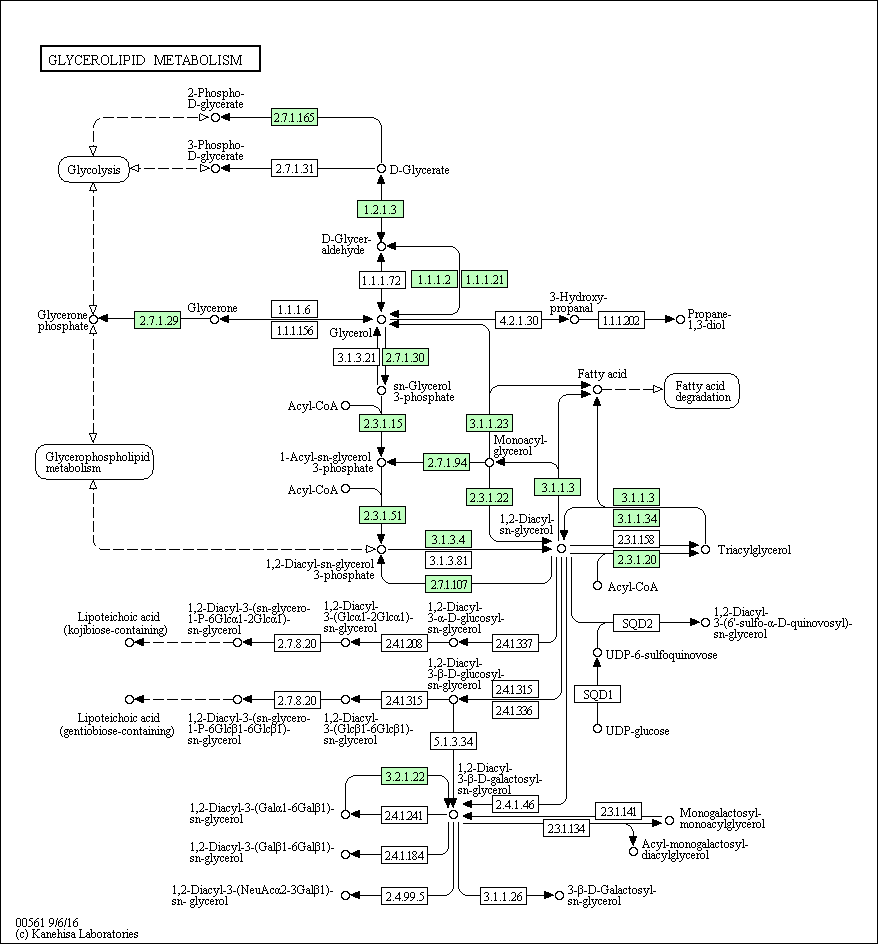 GLYCEROLIPID METABOLISM
2-Phospho-
D-glycerate
2.7.1.165
3-Phospho-
D-glycerate
Glycolysis
2.7.1.31
D-Glycerate
1.2.1.3
D-Glycer-
aldehyde
1.1.1.72
1.1.1.2
1.1.1.21
Glycerone
phosphate
2.7.1.29
Glycerone
1.1.1.6
1.1.1.156
Glycerol
4.2.1.30
3-Hydroxy-
propanal
1.1.1.202
Propane-
1,3-diol
3.1.3.21
2.7.1.30
sn-Glycerol
3-phosphate
Fatty acid
Fatty acid
degradation
Acyl-CoA
2.3.1.15
3.1.1.23
Monoacyl-
glycerol
1-Acyl-sn-glycerol
3-phosphate
2.7.1.94
Glycerophospholipid
metabolism
Acyl-CoA
2.3.1.22
3.1.1.3
3.1.1.3
2.3.1.51
1,2-Diacyl-
sn-glycerol
3.1.1.34
3.1.3.4
2.3.1.158
3.1.3.81
2.3.1.20
Triacylglycerol
1,2-Diacyl-sn-glycerol
3-phosphate
2.7.1.107
Acyl-CoA
Lipoteichoic acid
(kojibiose-containing)
1,2-Diacyl-3-(sn-glycero-
1-P-6Glcα1-2Glcα1)-
sn-glycerol
2.7.8.20
1,2-Diacyl-
3-(Glcα1-2Glcα1)-
sn-glycerol
2.4.1.208
1,2-Diacyl-
3-α-D-glucosyl-
sn-glycerol
2.4.1.337
SQD2
1,2-Diacyl-
3-(6'-sulfo-α-D-quinovosyl)-
sn-glycerol
UDP-6-sulfoquinovose
1,2-Diacyl-
3-β-D-glucosyl-
sn-glycerol
2.4.1.315
2.4.1.336
SQD1
2.7.8.20
2.4.1.315
Lipoteichoic acid
(gentiobiose-containing)
1,2-Diacyl-3-(sn-glycero-
1-P-6Glcβ1-6Glcβ1)-
sn-glycerol
1,2-Diacyl-
3-(Glcβ1-6Glcβ1)-
sn-glycerol
UDP-glucose
5.1.3.34
1,2-Diacyl-
3-β-D-galactosyl-
sn-glycerol
3.2.1.22
2.4.1.46
1,2-Diacyl-3-(Galα1-6Galβ1)-
sn-glycerol
2.4.1.241
2.3.1.141
2.3.1.134
Monogalactosyl-
monoacylglycerol
1,2-Diacyl-3-(Galβ1-6Galβ1)-
sn-glycerol
2.4.1.184
Acyl-monogalactosyl-
diacylglycerol
1,2-Diacyl-3-(NeuAcα2-3Galβ1)-
sn- glycerol
2.4.99.5
3.1.1.26
3-β-D-Galactosyl-
sn-glycerol
00561 9/6/16
(c) Kanehisa Laboratories